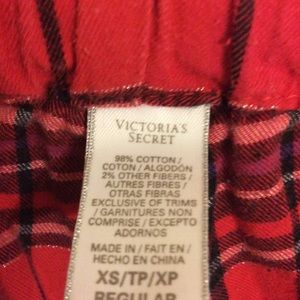 VICTORIA'S
SECRET
98% COTTON /
COTON / ALGODÓN
2% OTHER FIBERS /
AUTRES FIBRES /
OTRAS FIBRAS
EXCLUSIVE OF TRIMS
/ GARNITURES NON
COMPRISE / EXCEPTO
ADORNOS
MADE IN / FAIT EN /
HECHO EN CHINA
XS/TP/XP
REGULAR